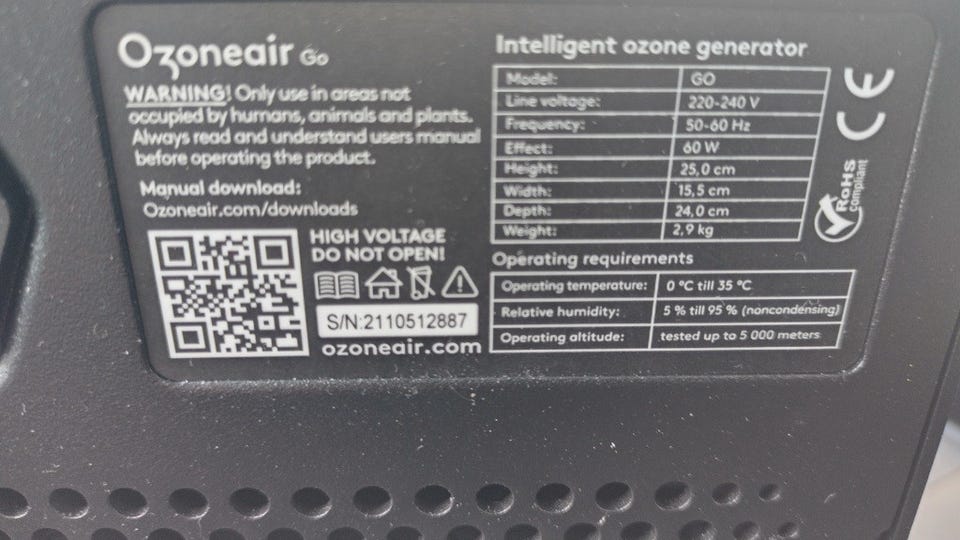 Ozoneair Go
WARNING! Only use in areas not
occupied by humans, animals and plants.
Always read and understand users manual
before operating the product.
Manual download:
Ozoneair.com/downloads
HIGH VOLTAGE
DO NOT OPEN!
S/N:2110512887
ozoneair.com
Intelligent ozone generator
Model: GO
Line voltage: 220-240 V
Frequency: 50-60 Hz
Effect: 60 W
Height: 25,0 cm
Width: 15,5 cm
Depth: 24,0 cm
Weight: 2,9 kg
CE
RoHS
compliant
Operating requirements
Operating temperature: 0 °C till 35 °C
Relative humidity: 5 % till 95 % (noncondensing)
Operating altitude: tested up to 5 000 meters